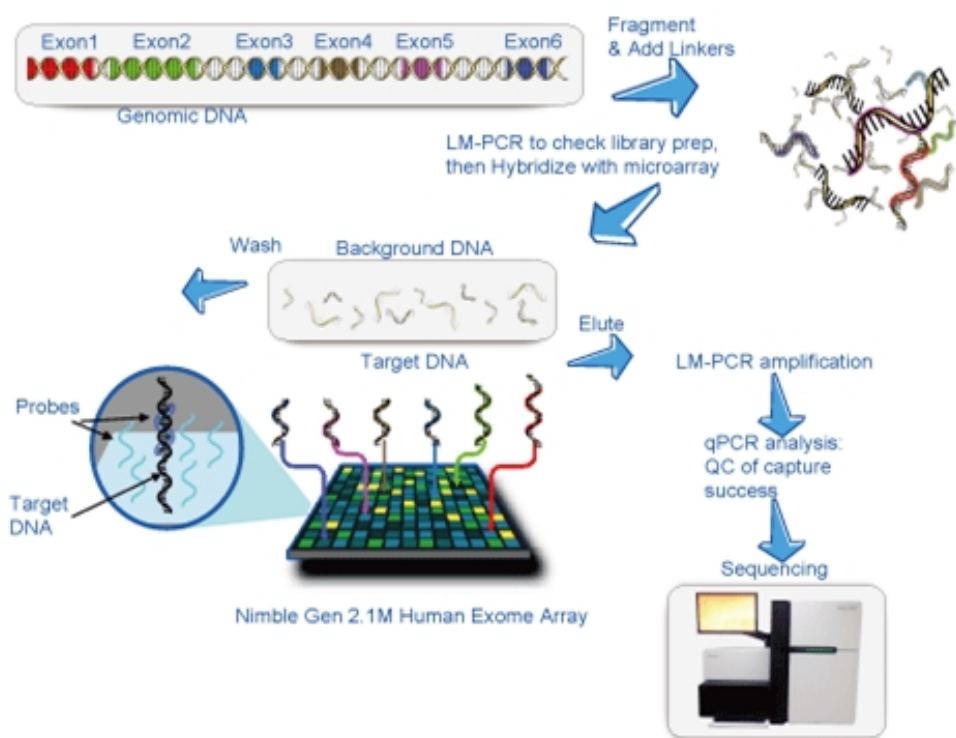 Exon1 Exon2 Exon3 Exon4 Exon5 Exon6
Genomic DNA
Fragment
& Add Linkers
LM-PCR to check library prep,
then Hybridize with microarray
Wash
Background DNA
Elute
Target DNA
LM-PCR amplification
Probes
Target
DNA
qPCR analysis:
QC of capture
success
Nimble Gen 2.1M Human Exome Array
Sequencing